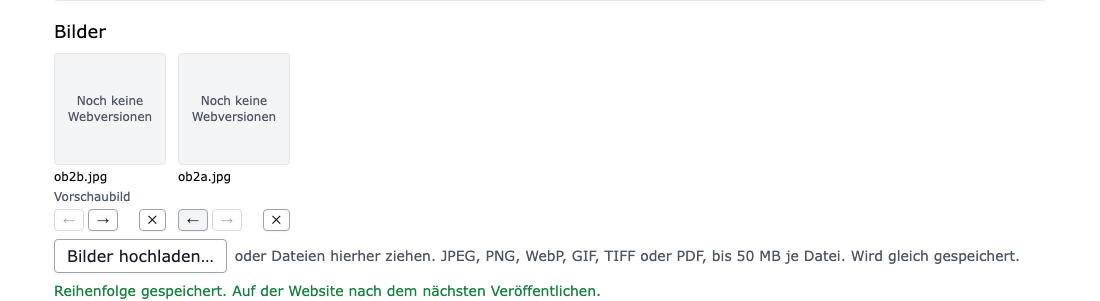 Bilder
Noch keine Webversionen
Noch keine Webversionen
ob2b.jpg
ob2a.jpg
Vorschaubild
← → × ← → ×
Bilder hochladen… oder Dateien hierher ziehen. JPEG, PNG, WebP, GIF, TIFF oder PDF, bis 50 MB je Datei. Wird gleich gespeichert.
Reihenfolge gespeichert. Auf der Website nach dem nächsten Veröffentlichen.